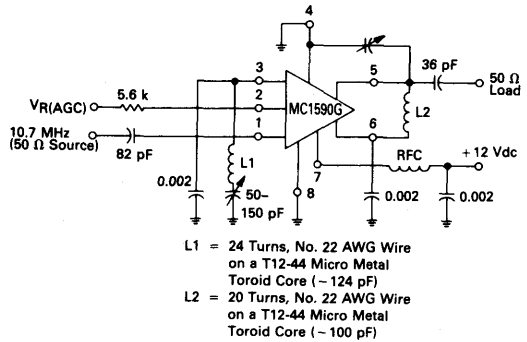 4
3
5
36 pF
50 Ω
Load
5.6 k
VR(AGC)
2
MC1590G
L2
10.7 MHz
(50 Ω Source)
1
6
+ 12 Vdc
82 pF
L1
RFC
7
0.002
50–
150 pF
8
0.002
0.002
L1 = 24 Turns, No. 22 AWG Wire
on a T12-44 Micro Metal
Toroid Core (~124 pF)
L2 = 20 Turns, No. 22 AWG Wire
on a T12-44 Micro Metal
Toroid Core (~ 100 pF)